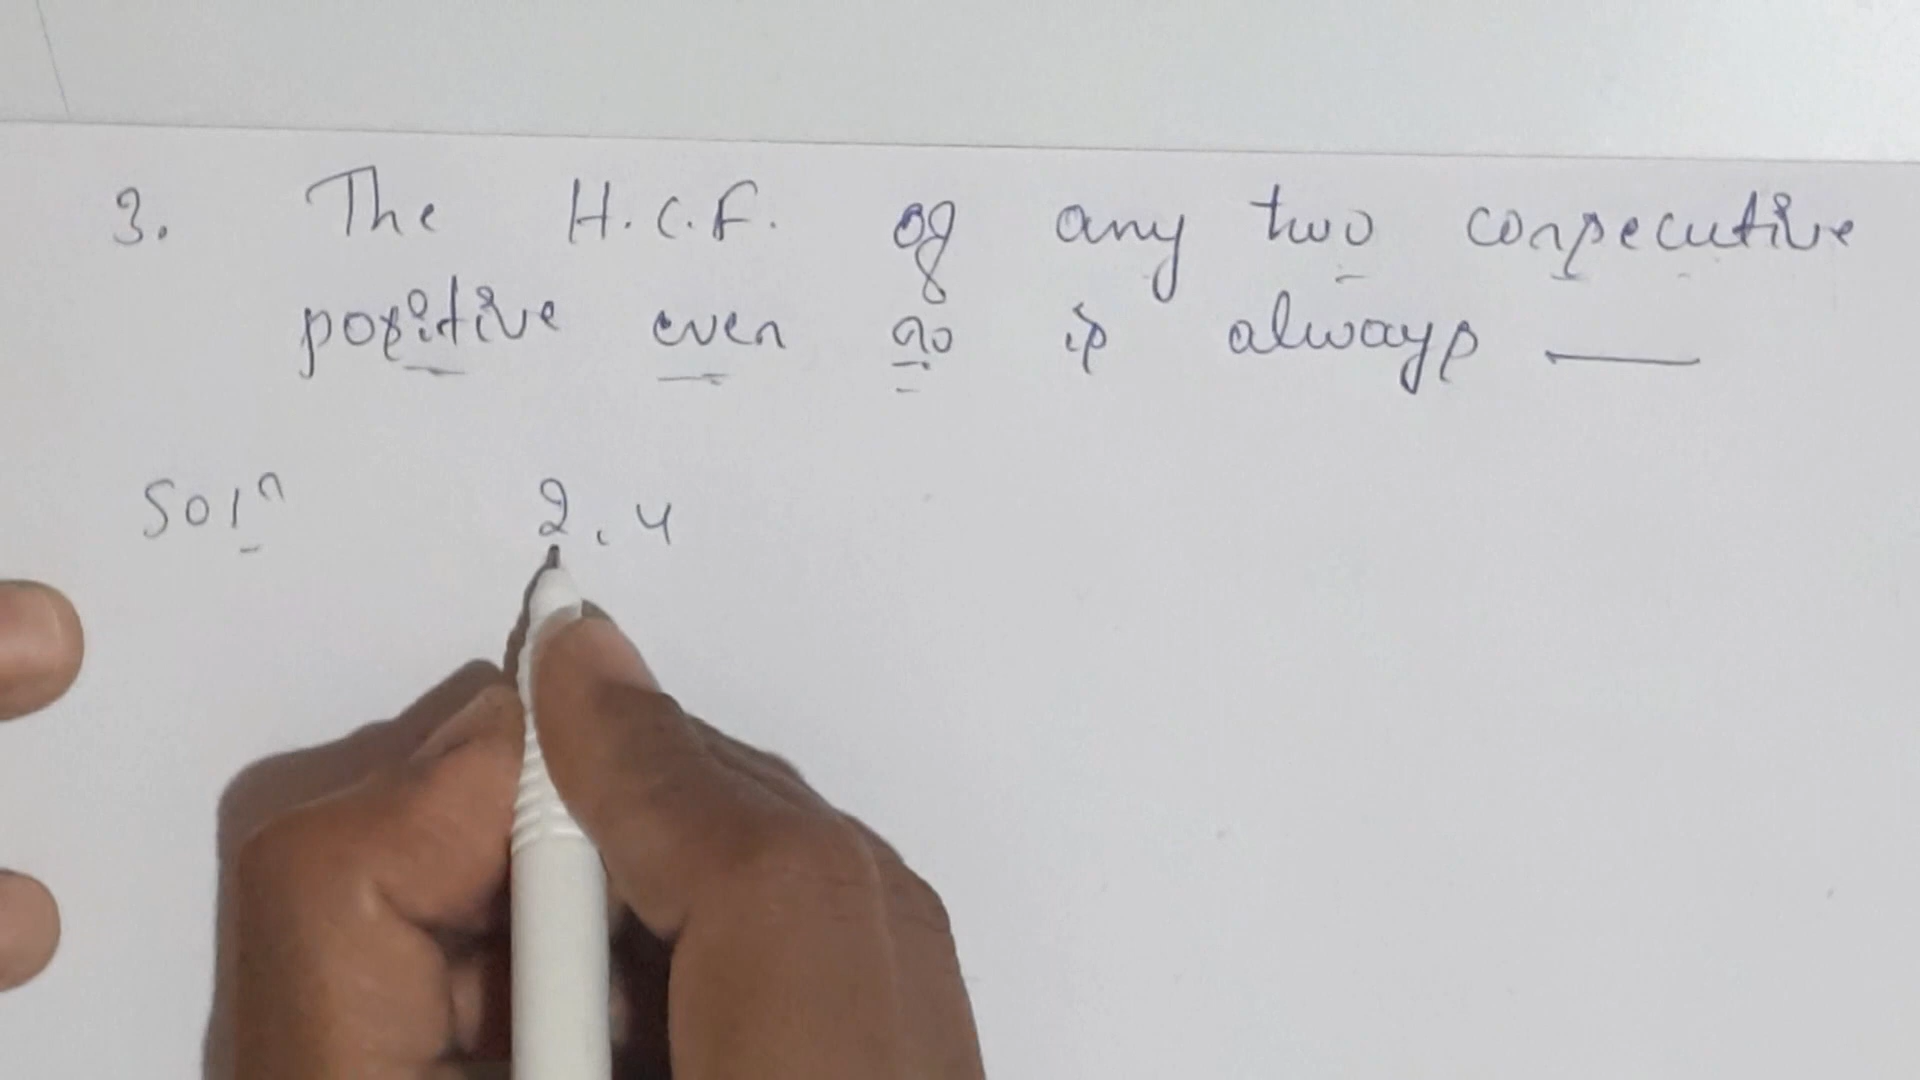 3. The H.C.F. of any two consecutive
positive even no is always ___
Soln 2, 4